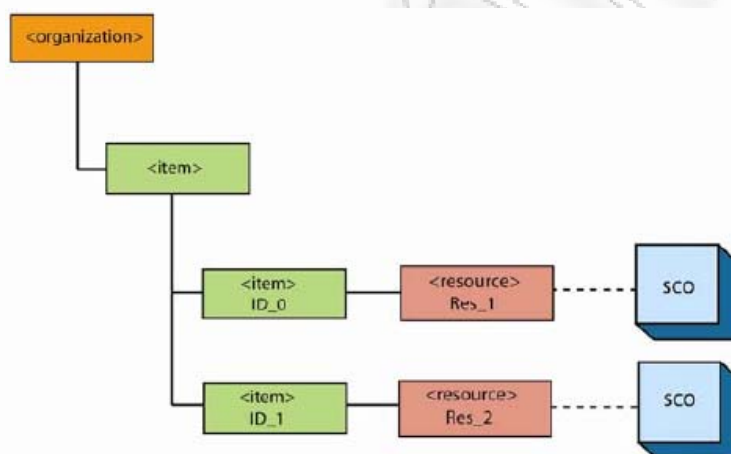 <organization>
<item>
<item>
ID_0
<resource>
Res_1
SCO
<item>
ID_1
<resource>
Res_2
SCO